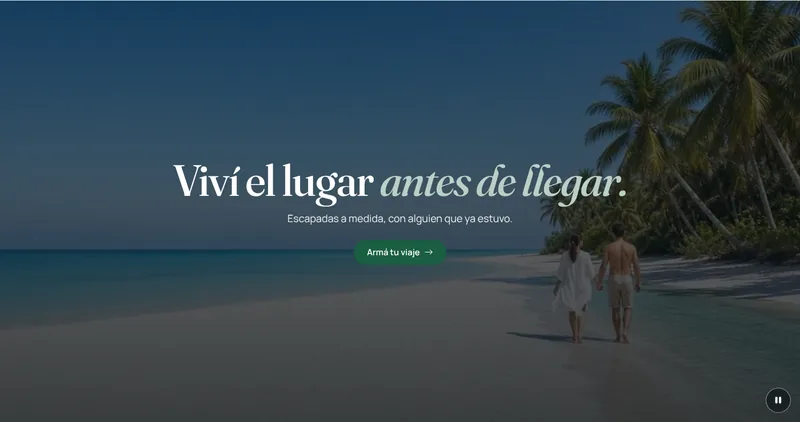 Viví el lugar antes de llegar.
Escapadas a medida, con alguien que ya estuvo.
Armá tu viaje →